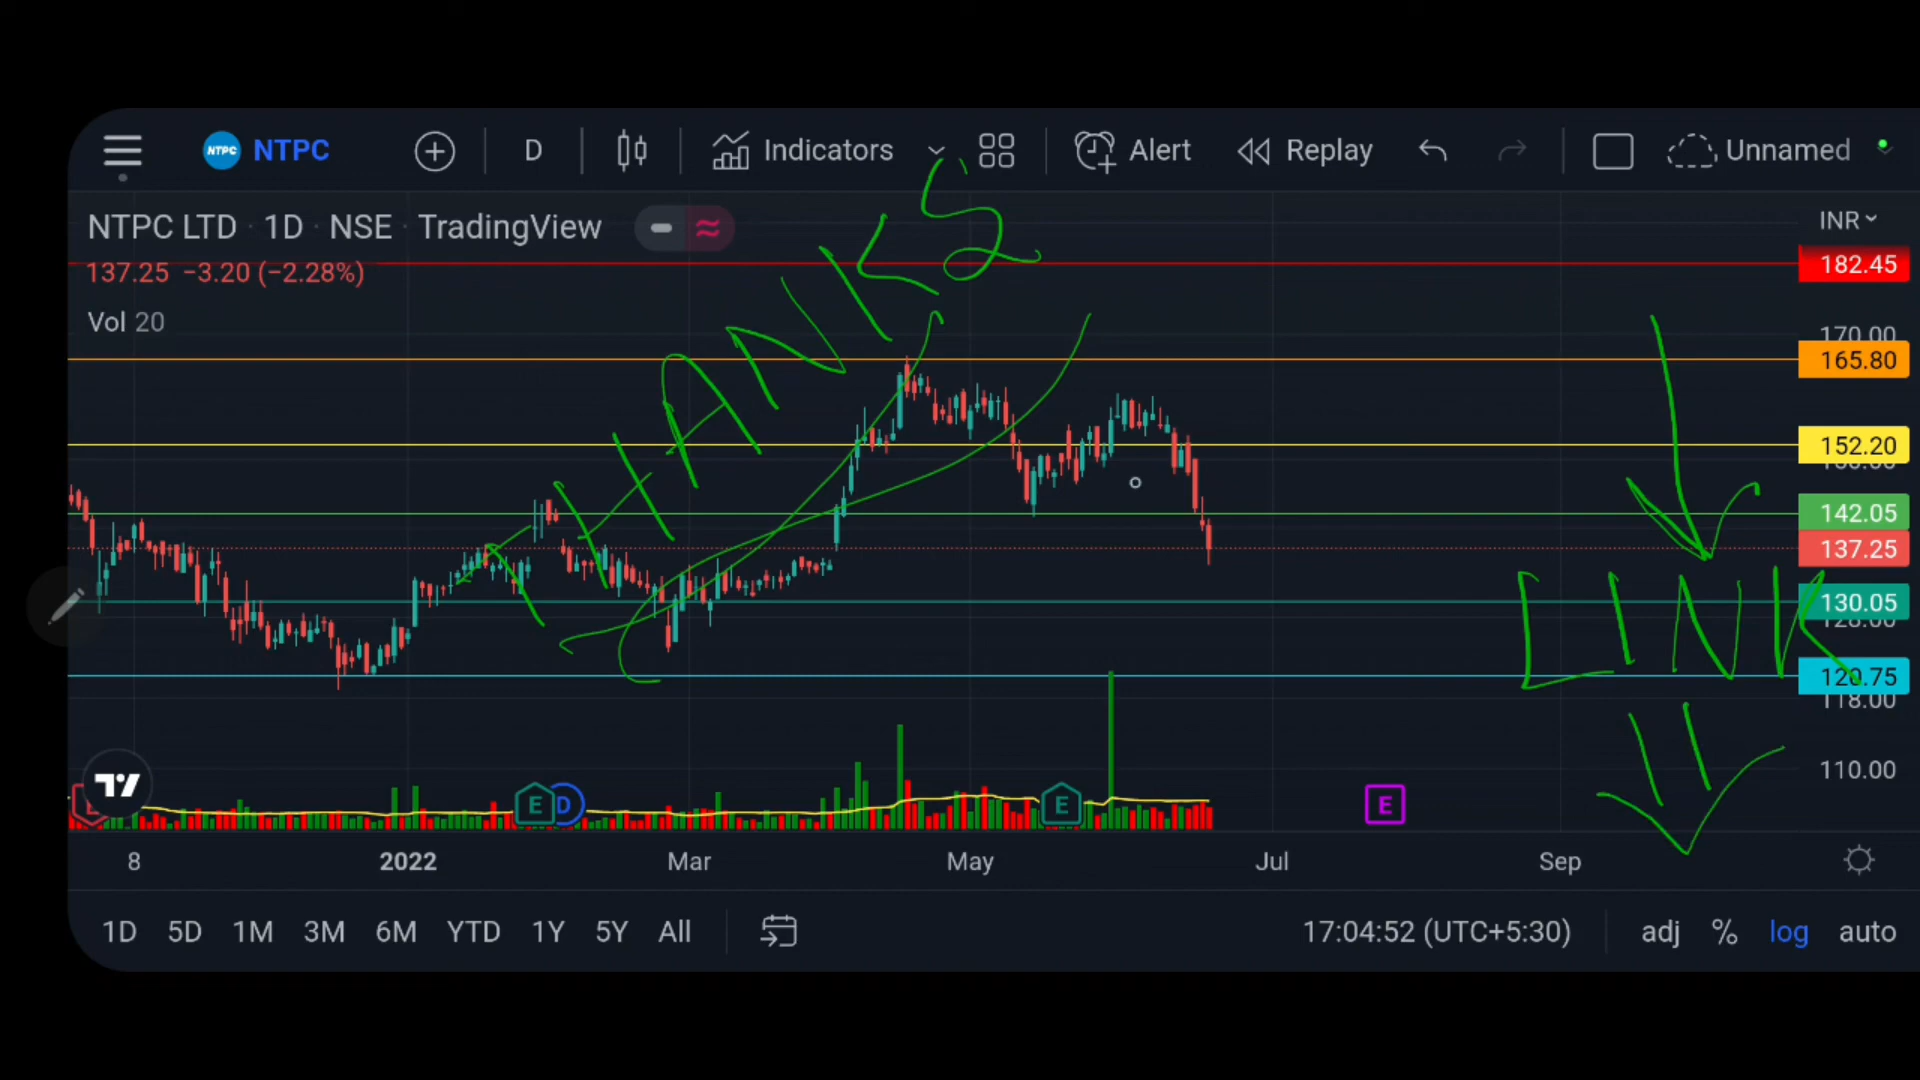 NTPC NTPC D Indicators Alert Replay Unnamed
NTPC LTD · 1D · NSE · TradingView
INR
137.25 −3.20 (−2.28%)
182.45
Vol 20
THANKS
170.00
165.80
152.20
142.05
137.25
LINK
130.05
128.00
120.75
118.00
110.00
E D E E
8 2022 Mar May Jul Sep
1D 5D 1M 3M 6M YTD 1Y 5Y All 17:04:52 (UTC+5:30) adj % log auto